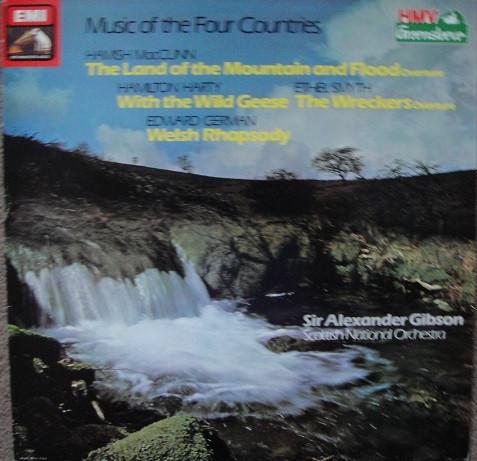 EMI
HMV
Greensleeve
Music of the Four Countries
HAMISH MacCUNN
The Land of the Mountain and Flood Overture
HAMILTON HARTY ETHEL SMYTH
With the Wild Geese The Wreckers Overture
EDWARD GERMAN
Welsh Rhapsody
Sir Alexander Gibson
Scottish National Orchestra